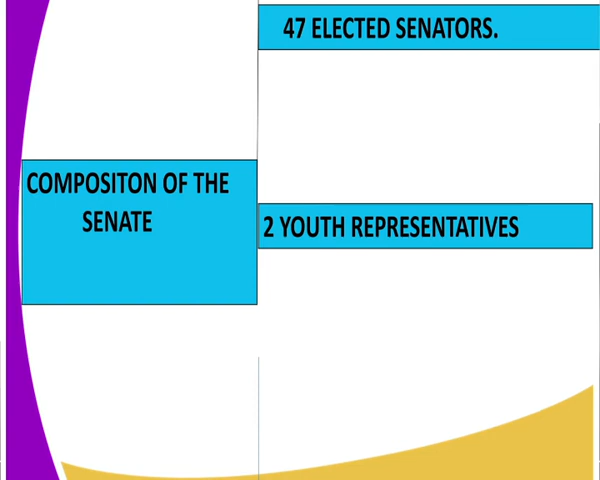 47 ELECTED SENATORS.
COMPOSITON OF THE
SENATE
2 YOUTH REPRESENTATIVES